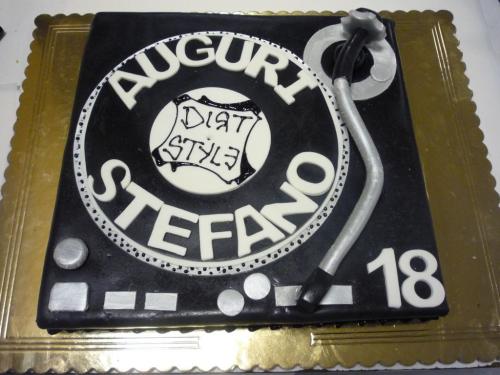 AUGURI
DIRT
STYLE
STEFANO
18